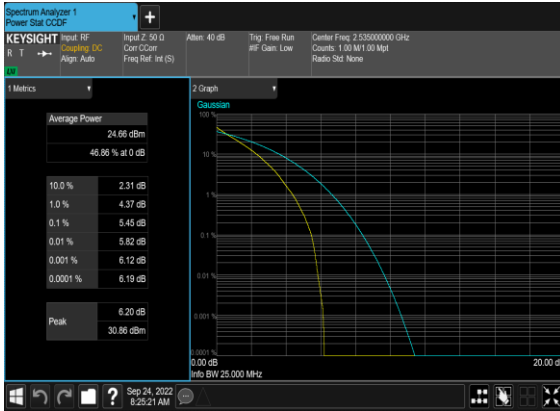 Spectrum Analyzer 1
Power Stat CCDF
+
KEYSIGHT
R T
Input: RF
Coupling: DC
Align: Auto
Input Z: 50 Ω
Corr CCorr
Freq Ref: Int (S)
Atten: 40 dB
Trig: Free Run
#IF Gain: Low
Center Freq: 2.535000000 GHz
Counts: 1.00 M/1.00 Mpt
Radio Std: None
1 Metrics
Average Power
24.66 dBm
46.86 % at 0 dB
10.0 % 2.31 dB
1.0 % 4.37 dB
0.1 % 5.45 dB
0.01 % 5.82 dB
0.001 % 6.12 dB
0.0001 % 6.19 dB
Peak
6.20 dB
30.86 dBm
2 Graph
Gaussian
100 %
10 %
1 %
0.1 %
0.01 %
0.001 %
0.0001 %
0.00 dB
20.00 d
Info BW 25.000 MHz
?
Sep 24, 2022
8:25:21 AM